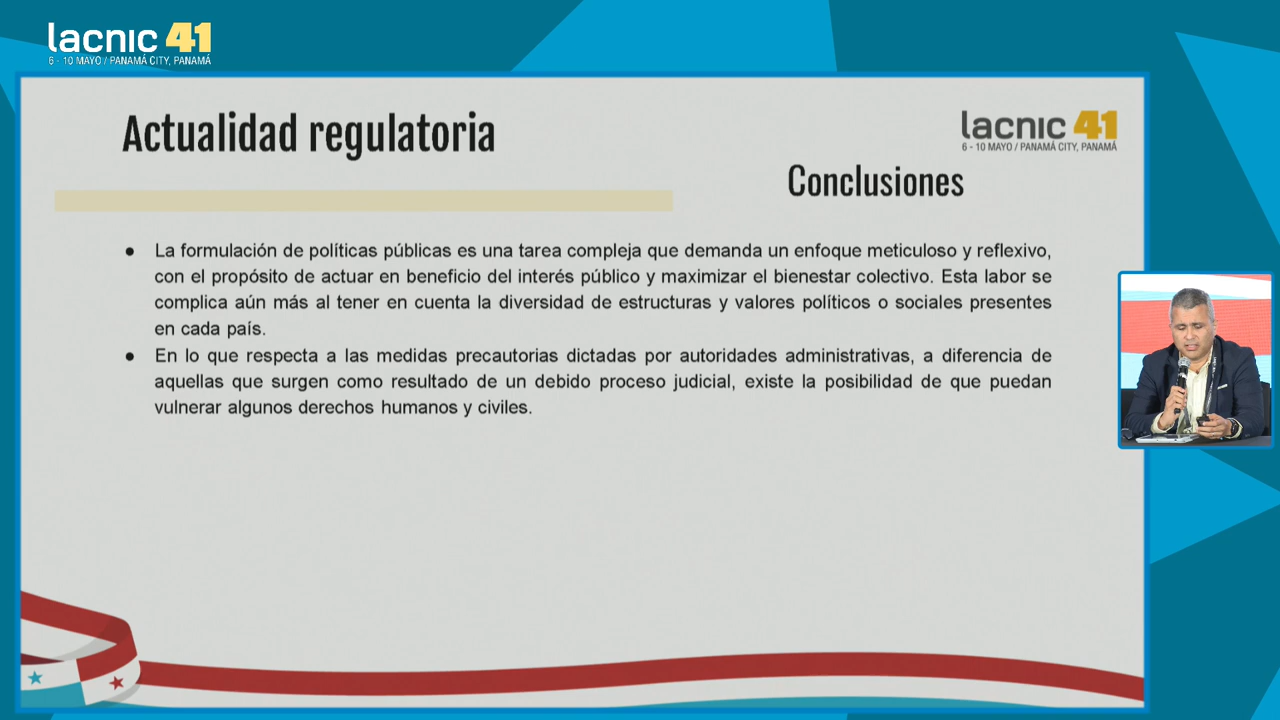 lacnic 41
6 - 10 MAYO / PANAMÁ CITY, PANAMÁ
Actualidad regulatoria
lacnic 41
6 - 10 MAYO / PANAMÁ CITY, PANAMÁ
Conclusiones
● La formulación de políticas públicas es una tarea compleja que demanda un enfoque meticuloso y reflexivo,
con el propósito de actuar en beneficio del interés público y maximizar el bienestar colectivo. Esta labor se
complica aún más al tener en cuenta la diversidad de estructuras y valores políticos o sociales presentes
en cada país.
● En lo que respecta a las medidas precautorias dictadas por autoridades administrativas, a diferencia de
aquellas que surgen como resultado de un debido proceso judicial, existe la posibilidad de que puedan
vulnerar algunos derechos humanos y civiles.